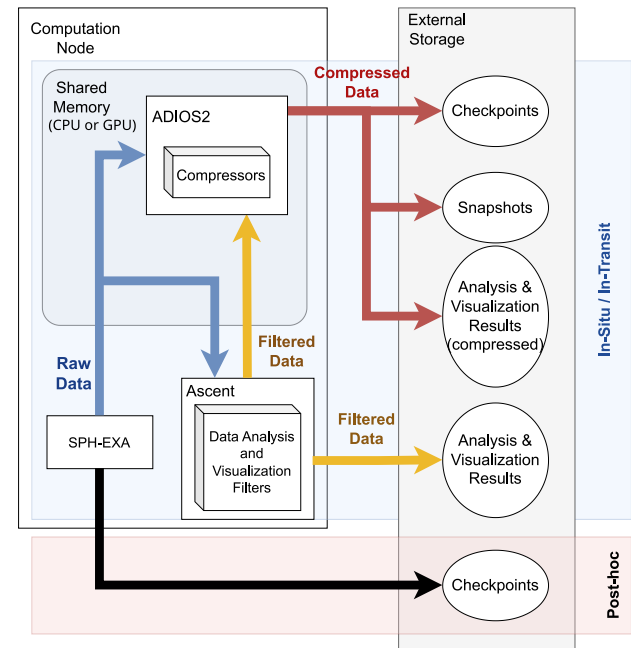 Computation
Node
External
Storage
Shared
Memory
(CPU or GPU)
ADIOS2
Compressors
Compressed
Data
Checkpoints
Snapshots
Analysis &
Visualization
Results
(compressed)
In-Situ / In-Transit
Raw
Data
Filtered
Data
SPH-EXA
Ascent
Data Analysis
and
Visualization
Filters
Filtered
Data
Analysis &
Visualization
Results
Checkpoints
Post-hoc